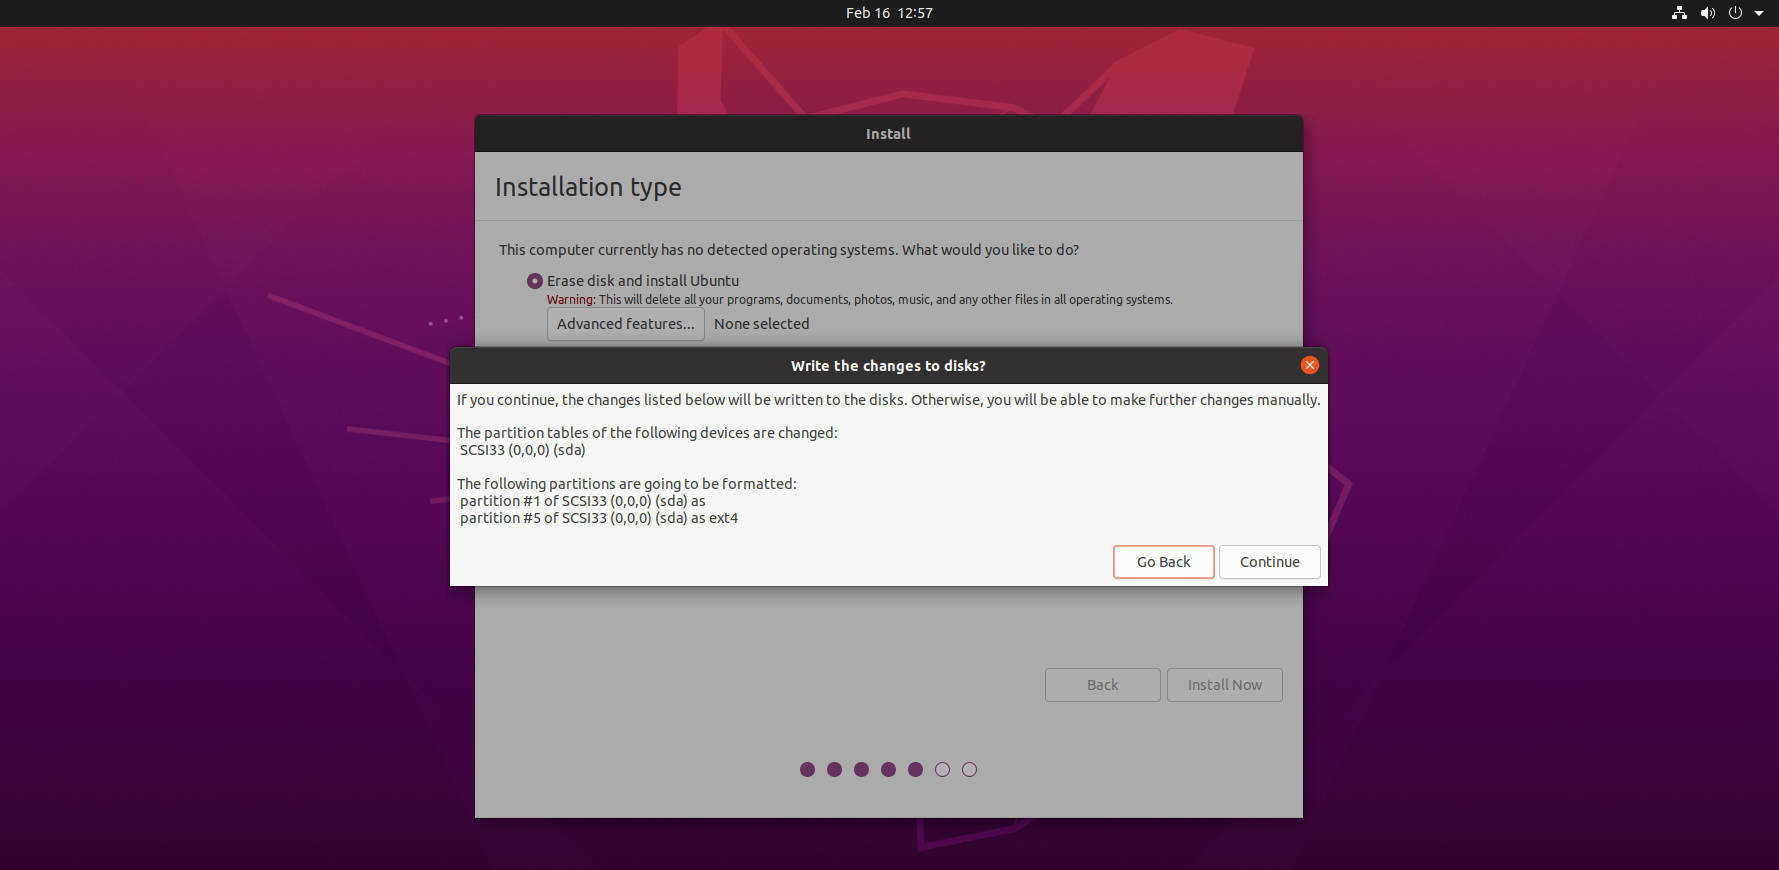 Feb 16 12:57
Install
Installation type
This computer currently has no detected operating systems. What would you like to do?
Erase disk and install Ubuntu
Warning: This will delete all your programs, documents, photos, music, and any other files in all operating systems.
Advanced features... None selected
Write the changes to disks?
If you continue, the changes listed below will be written to the disks. Otherwise, you will be able to make further changes manually.
The partition tables of the following devices are changed:
SCSI33 (0,0,0) (sda)
The following partitions are going to be formatted:
partition #1 of SCSI33 (0,0,0) (sda) as
partition #5 of SCSI33 (0,0,0) (sda) as ext4
Go Back Continue
Back Install Now